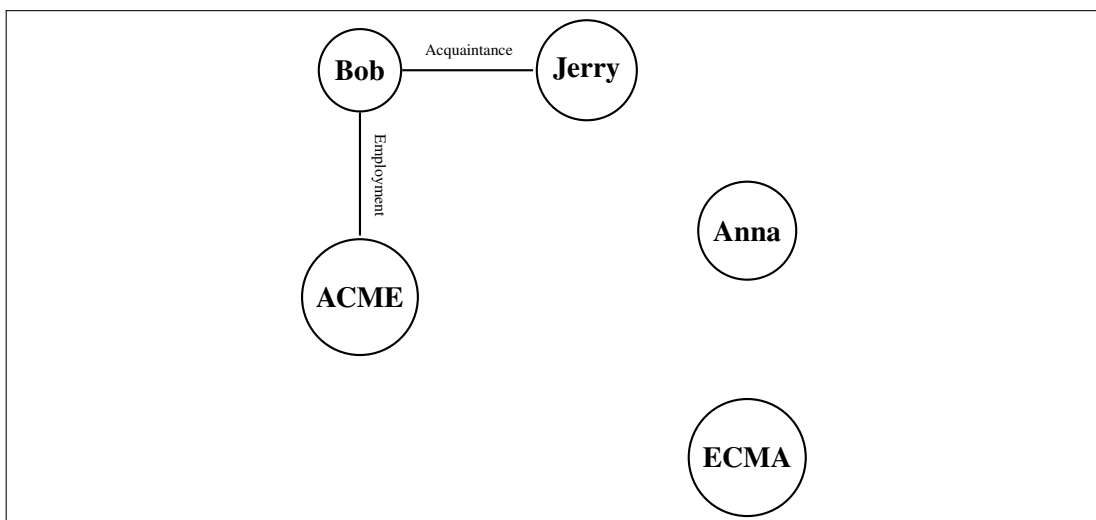 Bob
Acquaintance
Jerry
Employment
Anna
ACME
ECMA